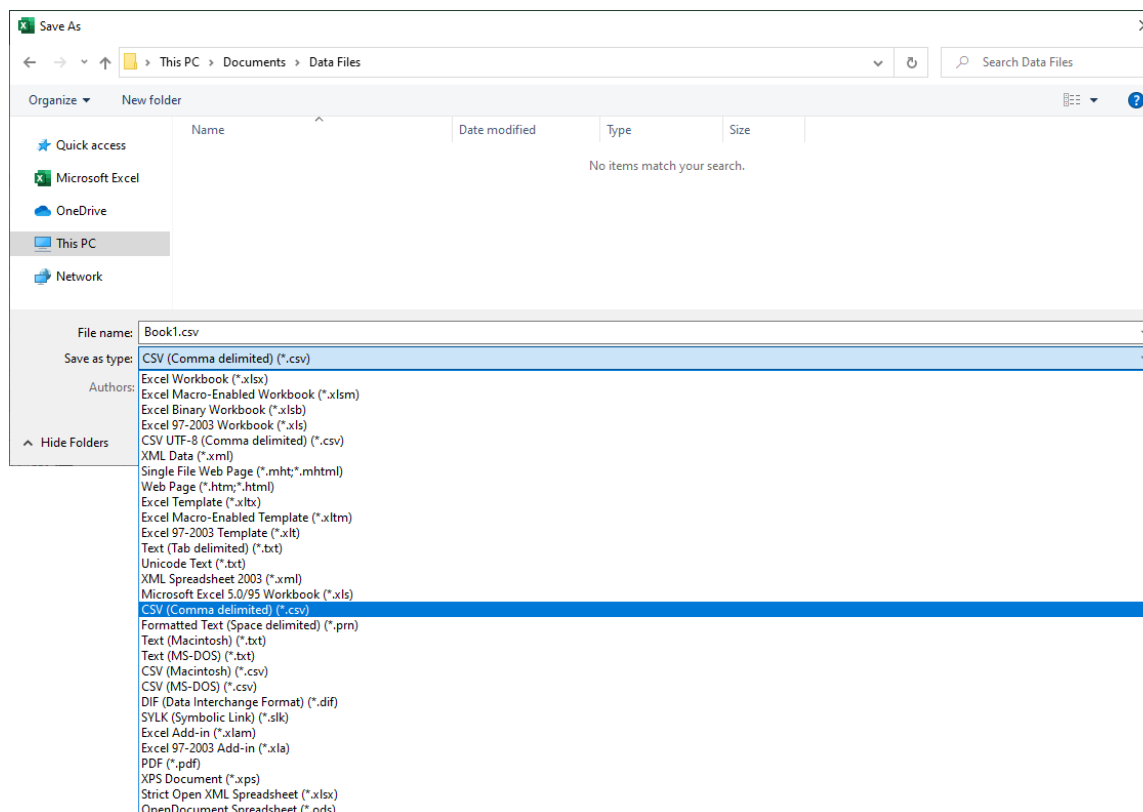 Save As
This PC > Documents > Data Files
Search Data Files
Organize
New folder
?
Name
Date modified
Type
Size
Quick access
Microsoft Excel
OneDrive
This PC
Network
No items match your search.
File name: Book1.csv
Save as type: CSV (Comma delimited) (*.csv)
Authors:
Excel Workbook (*.xlsx)
Excel Macro-Enabled Workbook (*.xlsm)
Excel Binary Workbook (*.xlsb)
Excel 97-2003 Workbook (*.xls)
CSV UTF-8 (Comma delimited) (*.csv)
XML Data (*.xml)
Single File Web Page (*.mht;*.mhtml)
Web Page (*.htm;*.html)
Excel Template (*.xltx)
Excel Macro-Enabled Template (*.xltm)
Excel 97-2003 Template (*.xlt)
Text (Tab delimited) (*.txt)
Unicode Text (*.txt)
XML Spreadsheet 2003 (*.xml)
Microsoft Excel 5.0/95 Workbook (*.xls)
CSV (Comma delimited) (*.csv)
Formatted Text (Space delimited) (*.prn)
Text (Macintosh) (*.txt)
Text (MS-DOS) (*.txt)
CSV (Macintosh) (*.csv)
CSV (MS-DOS) (*.csv)
DIF (Data Interchange Format) (*.dif)
SYLK (Symbolic Link) (*.slk)
Excel Add-in (*.xlam)
Excel 97-2003 Add-in (*.xla)
PDF (*.pdf)
XPS Document (*.xps)
Strict Open XML Spreadsheet (*.xlsx)
OpenDocument Spreadsheet (*.ods)
Hide Folders